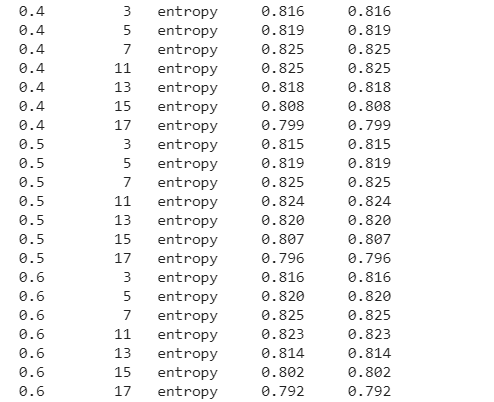 0.4 3 entropy 0.816 0.816
0.4 5 entropy 0.819 0.819
0.4 7 entropy 0.825 0.825
0.4 11 entropy 0.825 0.825
0.4 13 entropy 0.818 0.818
0.4 15 entropy 0.808 0.808
0.4 17 entropy 0.799 0.799
0.5 3 entropy 0.815 0.815
0.5 5 entropy 0.819 0.819
0.5 7 entropy 0.825 0.825
0.5 11 entropy 0.824 0.824
0.5 13 entropy 0.820 0.820
0.5 15 entropy 0.807 0.807
0.5 17 entropy 0.796 0.796
0.6 3 entropy 0.816 0.816
0.6 5 entropy 0.820 0.820
0.6 7 entropy 0.825 0.825
0.6 11 entropy 0.823 0.823
0.6 13 entropy 0.814 0.814
0.6 15 entropy 0.802 0.802
0.6 17 entropy 0.792 0.792